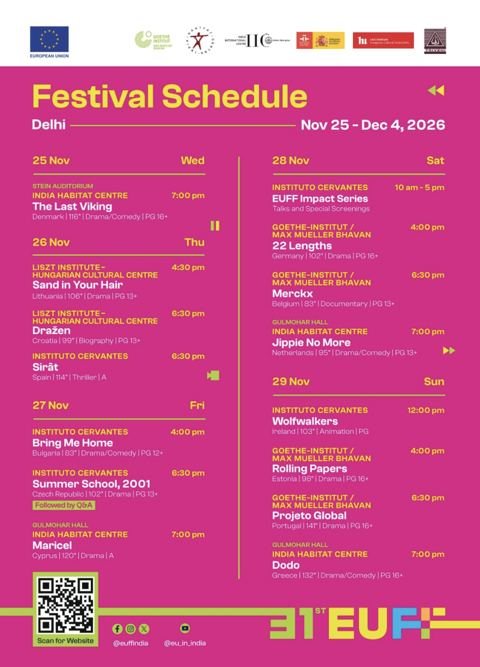 EUROPEAN UNION
GOETHE
INSTITUT
INDIA
INTERNATIONAL
CENTRE
IIC
Festival Schedule
Delhi
Nov 25 - Dec 4, 2026
25 Nov Wed
STEIN AUDITORIUM
INDIA HABITAT CENTRE 7:00 pm
The Last Viking
Denmark | 116" | Drama/Comedy | PG 16+
26 Nov Thu
LISZT INSTITUTE– 4:30 pm
HUNGARIAN CULTURAL CENTRE
Sand in Your Hair
Lithuania | 106" | Drama | PG 13+
LISZT INSTITUTE– 6:30 pm
HUNGARIAN CULTURAL CENTRE
Dražen
Croatia | 99" | Biography | PG 13+
INSTITUTO CERVANTES 6:30 pm
Sirât
Spain | 114" | Thriller | A
27 Nov Fri
INSTITUTO CERVANTES 4:00 pm
Bring Me Home
Bulgaria | 83" | Drama/Comedy | PG 12+
INSTITUTO CERVANTES 6:30 pm
Summer School, 2001
Czech Republic | 102" | Drama | PG 13+
Followed by Q&A
GULMOHAR HALL
INDIA HABITAT CENTRE 7:00 pm
Maricel
Cyprus | 120" | Drama | A
28 Nov Sat
INSTITUTO CERVANTES 10 am - 5 pm
EUFF Impact Series
Talks and Special Screenings
GOETHE-INSTITUT / 4:00 pm
MAX MUELLER BHAVAN
22 Lengths
Germany | 102" | Drama | PG 16+
GOETHE-INSTITUT / 6:30 pm
MAX MUELLER BHAVAN
Merckx
Belgium | 83" | Documentary | PG 13+
GULMOHAR HALL
INDIA HABITAT CENTRE 7:00 pm
Jippie No More
Netherlands | 95" | Drama/Comedy | PG 13+
29 Nov Sun
INSTITUTO CERVANTES 12:00 pm
Wolfwalkers
Ireland | 103" | Animation | PG
GOETHE-INSTITUT / 4:00 pm
MAX MUELLER BHAVAN
Rolling Papers
Estonia | 96" | Drama | PG 16+
GOETHE-INSTITUT / 6:30 pm
MAX MUELLER BHAVAN
Projeto Global
Portugal | 141" | Drama | PG 16+
GULMOHAR HALL
INDIA HABITAT CENTRE 7:00 pm
Dodo
Greece | 132" | Drama/Comedy | PG 16+
Scan for Website
@euffindia
@eu_in_india
31ST EUFF